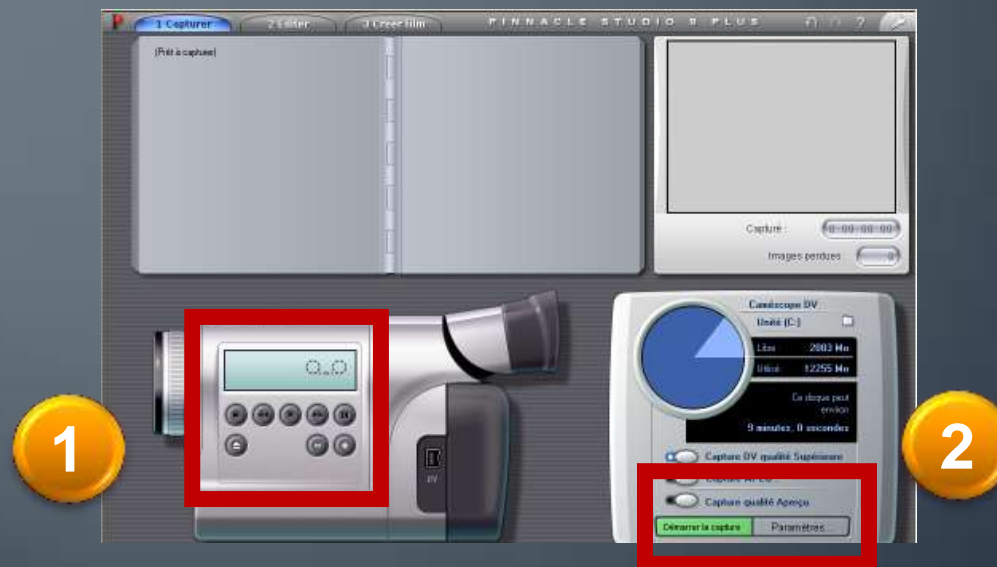 1 Capturer 2 Editer 3 Créer film PINNACLE STUDIO 9 PLUS ?
(Prêt à capturer)
Capturé : 0:00:00:00
Images perdues : 0
Caméscope DV
Unité (C:)
Libre 2803 Mo
Utilisé 12255 Mo
Ce disque peut
environ
9 minutes, 0 secondes
Capture DV qualité Supérieure
Capture MPEG
Capture qualité Aperçu
Démarrer la capture Paramètres...
DV
1
2